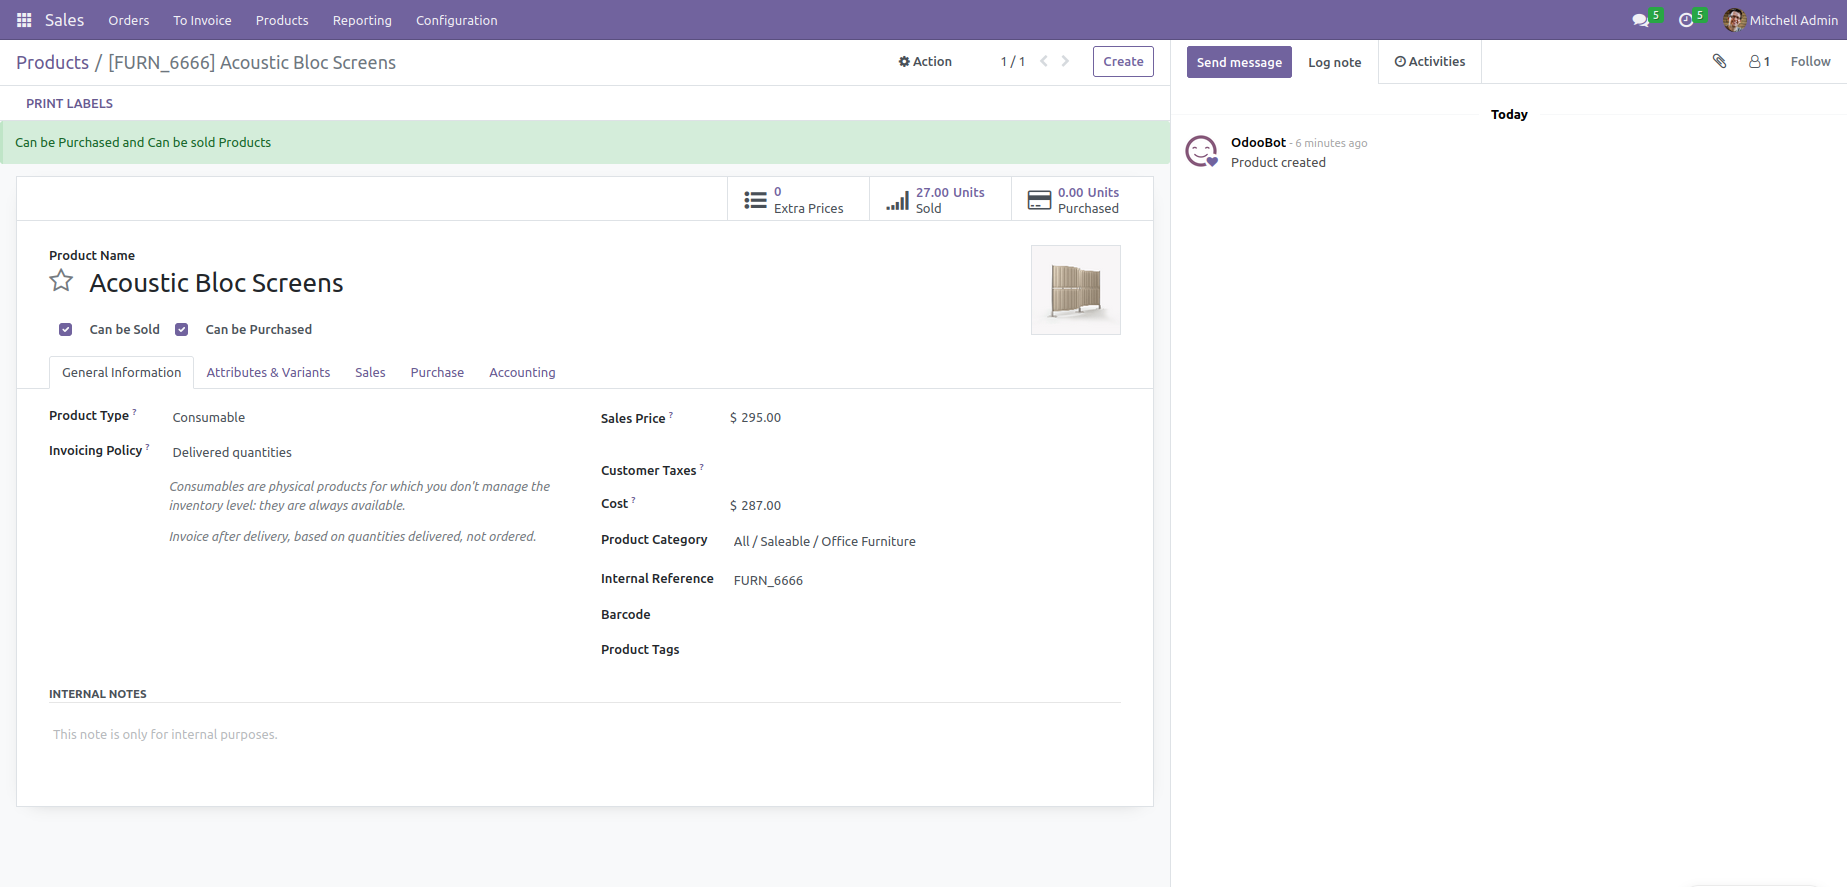 Sales Orders To Invoice Products Reporting Configuration 5 5 Mitchell Admin
Products / [FURN_6666] Acoustic Bloc Screens Action 1 / 1 Create Send message Log note Activities 1 Follow
PRINT LABELS
Today
Can be Purchased and Can be sold Products
OdooBot - 6 minutes ago
Product created
0
Extra Prices
27.00 Units
Sold
0.00 Units
Purchased
Product Name
Acoustic Bloc Screens
Can be Sold Can be Purchased
General Information Attributes & Variants Sales Purchase Accounting
Product Type ? Consumable
Invoicing Policy ? Delivered quantities
Consumables are physical products for which you don't manage the
inventory level: they are always available.
Invoice after delivery, based on quantities delivered, not ordered.
Sales Price ? $ 295.00
Customer Taxes ?
Cost ? $ 287.00
Product Category All / Saleable / Office Furniture
Internal Reference FURN_6666
Barcode
Product Tags
INTERNAL NOTES
This note is only for internal purposes.